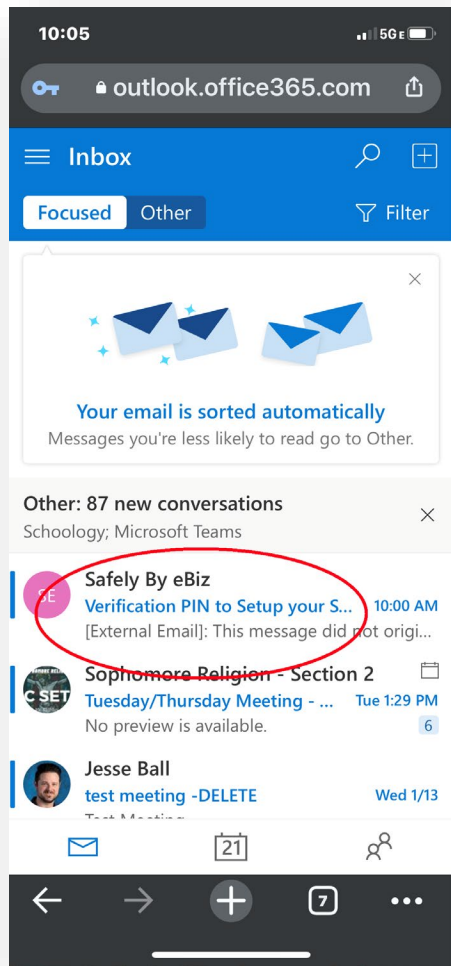 10:05
5G E
outlook.office365.com
Inbox
Focused Other Filter
Your email is sorted automatically
Messages you're less likely to read go to Other.
Other: 87 new conversations
Schoology; Microsoft Teams
SE
Safely By eBiz
Verification PIN to Setup your S... 10:00 AM
[External Email]: This message did not origi...
Sophomore Religion - Section 2
C SET
Tuesday/Thursday Meeting - ... Tue 1:29 PM
No preview is available. 6
Jesse Ball
test meeting -DELETE Wed 1/13
Test Meeting
21
7